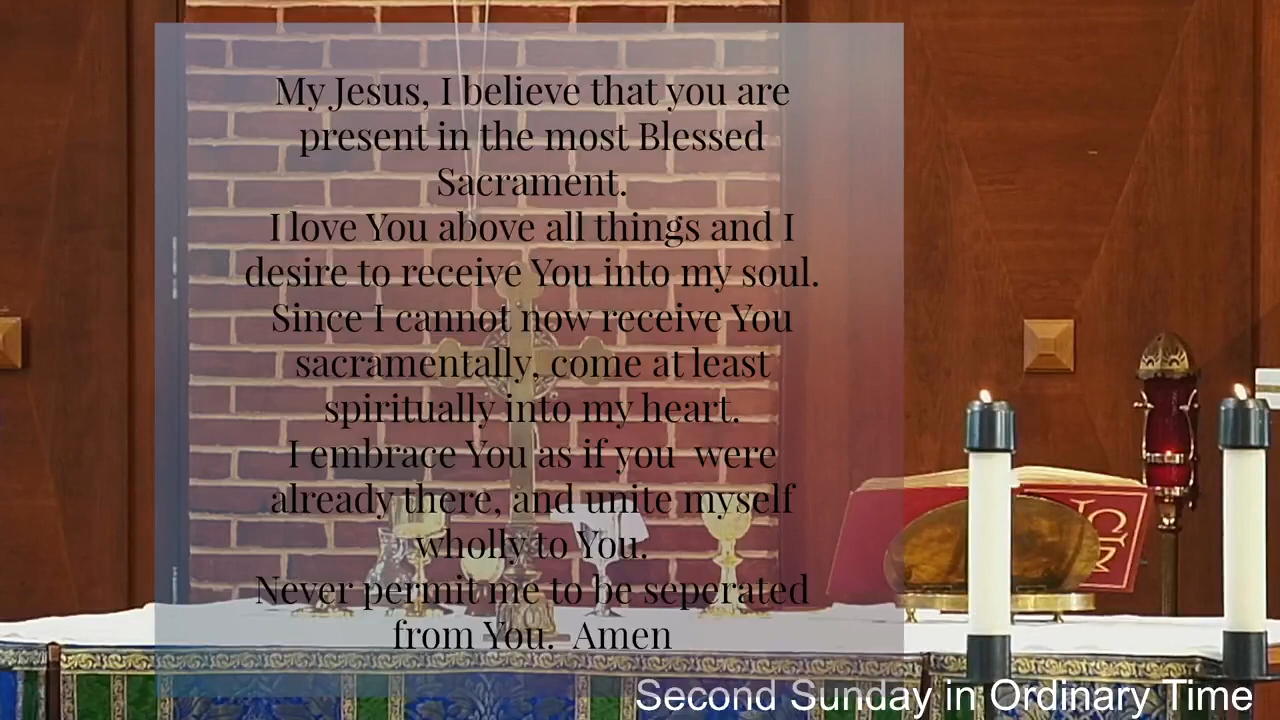 My Jesus, I believe that you are
present in the most Blessed
Sacrament.
I love You above all things and I
desire to receive You into my soul.
Since I cannot now receive You
sacramentally, come at least
spiritually into my heart.
I embrace You as if you  were
already there, and unite myself
wholly to You.
Never permit me to be seperated
from You.  Amen
Second Sunday in Ordinary Time